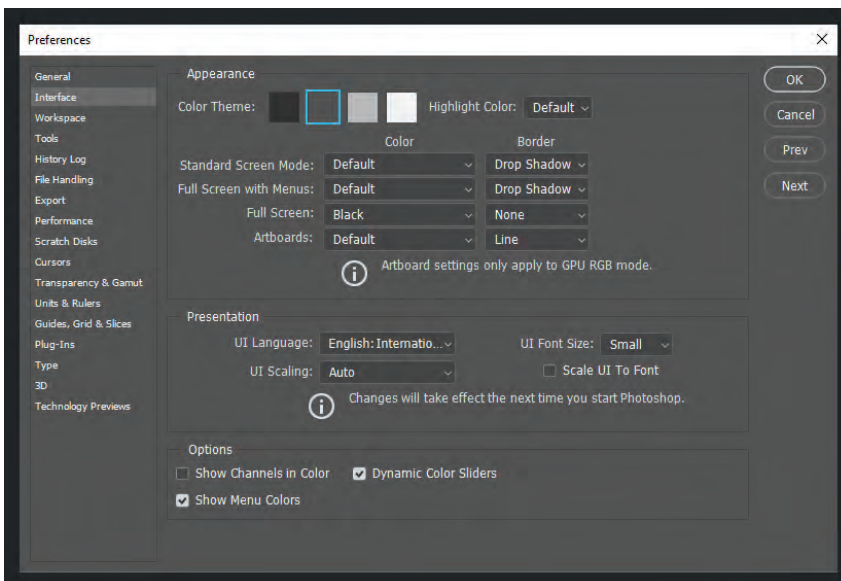 Preferences
General
Interface
Workspace
Tools
History Log
File Handling
Export
Performance
Scratch Disks
Cursors
Transparency & Gamut
Units & Rulers
Guides, Grid & Slices
Plug-Ins
Type
3D
Technology Previews
Appearance
Color Theme: Highlight Color: Default
Color Border
Standard Screen Mode: Default Drop Shadow
Full Screen with Menus: Default Drop Shadow
Full Screen: Black None
Artboards: Default Line
Artboard settings only apply to GPU RGB mode.
Presentation
UI Language: English: Internatio... UI Font Size: Small
UI Scaling: Auto Scale UI To Font
Changes will take effect the next time you start Photoshop.
Options
Show Channels in Color Dynamic Color Sliders
Show Menu Colors
OK
Cancel
Prev
Next